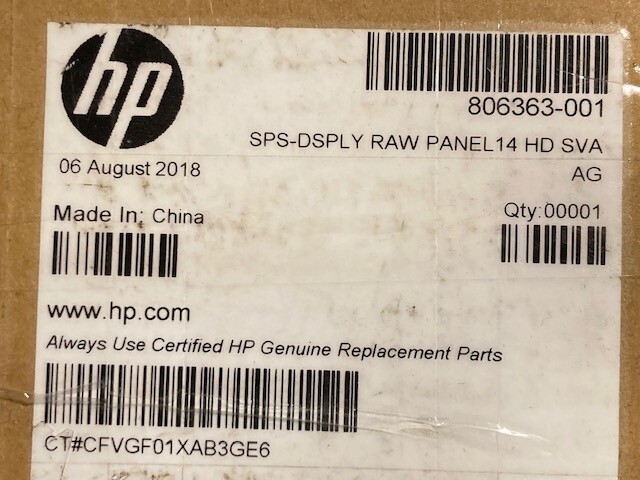 hp
806363-001
SPS-DSPLY RAW PANEL14 HD SVA
AG
06 August 2018
Made In: China
Qty:00001
www.hp.com
Always Use Certified HP Genuine Replacement Parts
CT#CFVGF01XAB3GE6